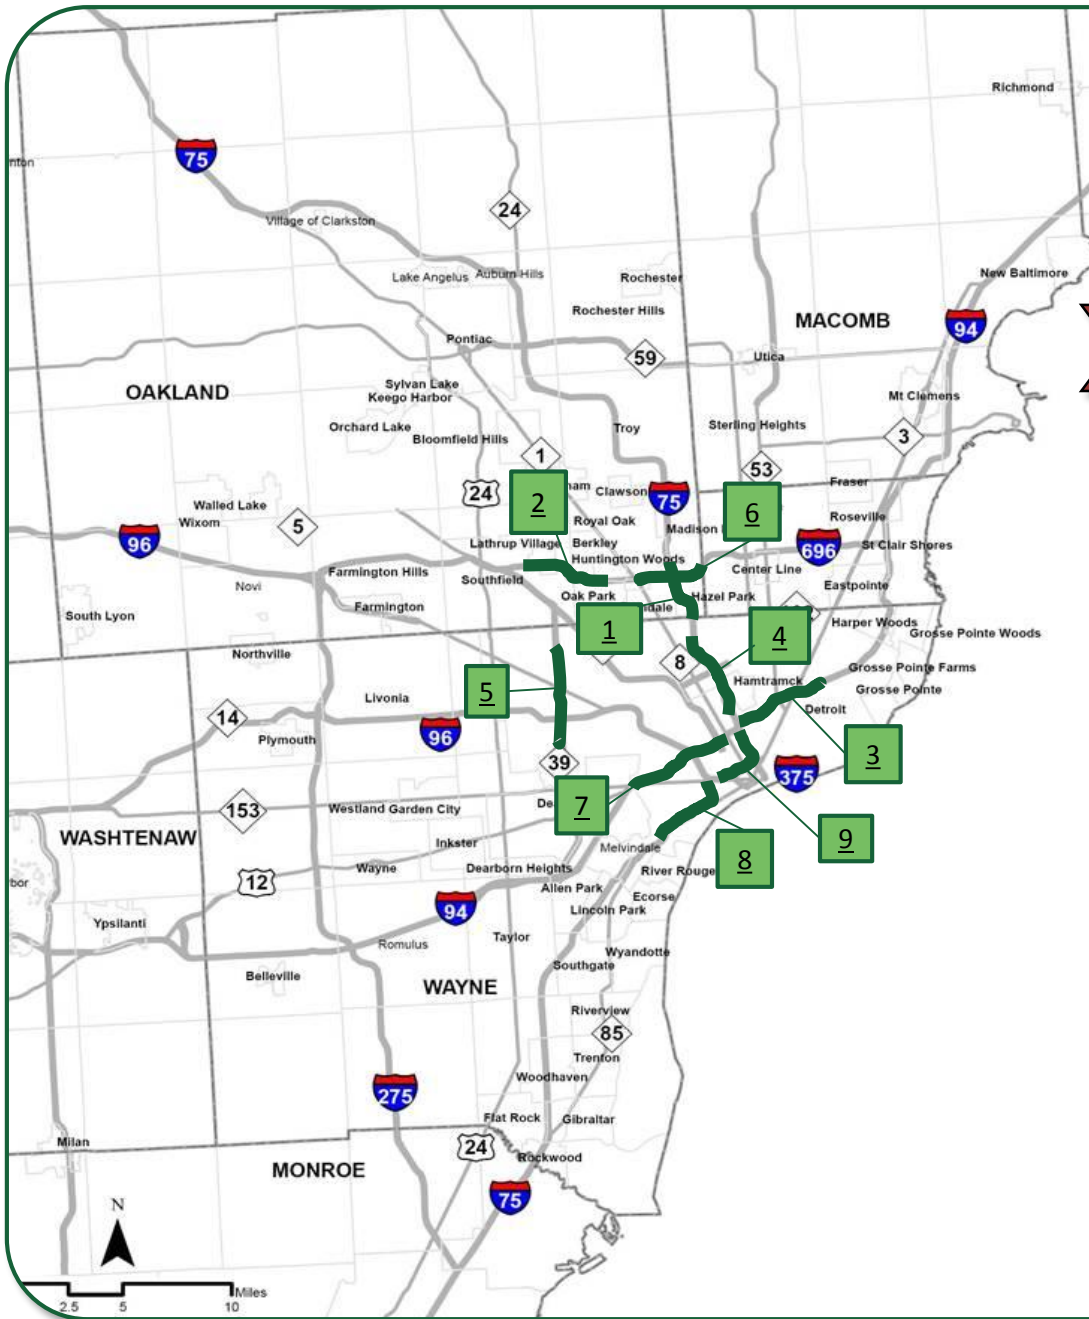 Richmond
75
nton
24
Village of Clarkston
Lake Angelus
Auburn Hills
Rochester
New Baltimore
Rochester Hills
MACOMB
94
Pontiac
59
Utica
OAKLAND
Sylvan Lake
Keego Harbor
Mt Clemens
Orchard Lake
Bloomfield Hills
Troy
Sterling Heights
3
1
53
24
ham
Clawson
75
Fraser
2
6
Walled Lake
Wixom
5
Royal Oak
Madison
Roseville
96
Lathrup Village
Berkley
696
St Clair Shores
Huntington Woods
Novi
Farmington Hills
Southfield
Center Line
Eastpointe
South Lyon
Farmington
Oak Park
dale
Hazel Park
1
4
Harper Woods
Grosse Pointe Woods
Northville
8
Grosse Pointe Farms
5
Hamtramck
Grosse Pointe
Livonia
Detroit
14
Plymouth
96
39
3
375
7
De
153
Westland
Garden City
WASHTENAW
9
Inkster
Melvindale
8
Wayne
Dearborn Heights
River Rouge
bor
12
Allen Park
Ecorse
94
Lincoln Park
Ypsilanti
Romulus
Taylor
Wyandotte
Belleville
Southgate
WAYNE
Riverview
85
Trenton
275
Woodhaven
Flat Rock
Gibraltar
Milan
24
Rockwood
MONROE
75
N
Miles
2.5
5
10